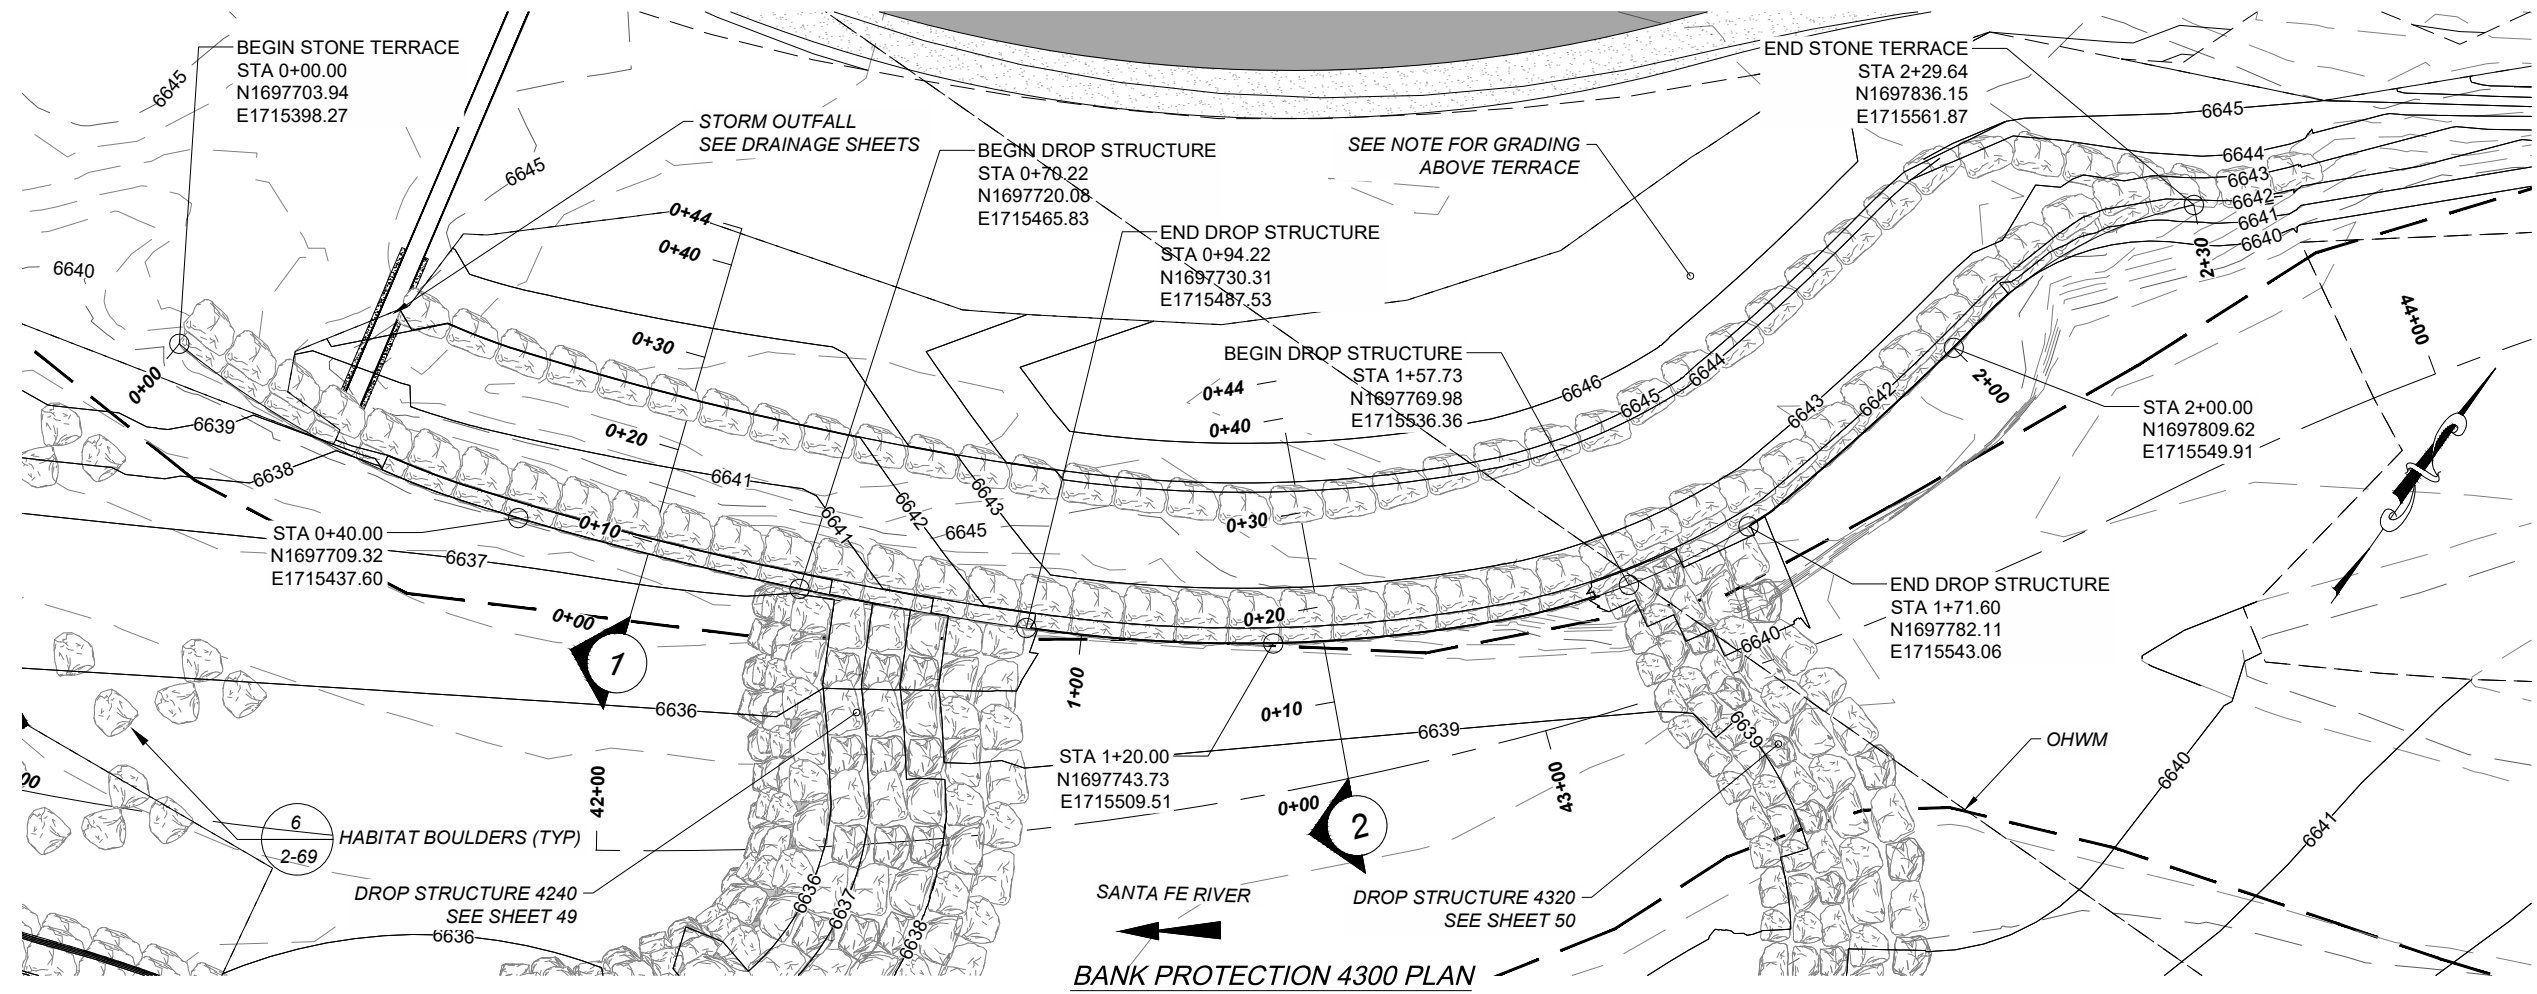 BEGIN STONE TERRACE
STA 0+00.00
N1697703.94
E1715398.27
6645
6645
6640
0+00
STORM OUTFALL
SEE DRAINAGE SHEETS
0+44
0+40
0+30
0+20
0+10
0+00
1
BEGIN DROP STRUCTURE
STA 0+70.22
N1697720.08
E1715465.83
END DROP STRUCTURE
STA 0+94.22
N1697730.31
E1715487.53
SEE NOTE FOR GRADING
ABOVE TERRACE
END STONE TERRACE
STA 2+29.64
N1697836.15
E1715561.87
6645
6644
6643
6642
6641
6640
2+30
44+00
BEGIN DROP STRUCTURE
STA 1+57.73
N1697769.98
E1715536.36
0+44
0+40
0+30
0+20
0+10
0+00
2
6646
6645
6644
6643
6642
2+00
STA 2+00.00
N1697809.62
E1715549.91
6639
6638
6637
6641
6641
6642
6643
6645
STA 0+40.00
N1697709.32
E1715437.60
END DROP STRUCTURE
STA 1+71.60
N1697782.11
E1715543.06
6640
6636
1+00
STA 1+20.00
N1697743.73
E1715509.51
6639
6639
43+00
OHWM
6640
6641
00
42+00
6
2-69
HABITAT BOULDERS (TYP)
DROP STRUCTURE 4240
SEE SHEET 49
6636
6636
6637
6638
SANTA FE RIVER
DROP STRUCTURE 4320
SEE SHEET 50
BANK PROTECTION 4300 PLAN